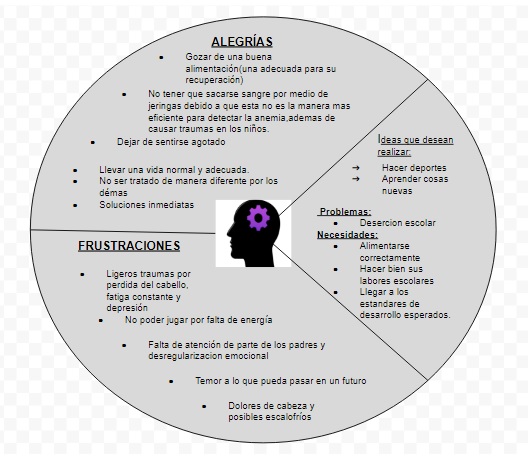 ALEGRÍAS
• Gozar de una buena
alimentación(una adecuada para su
recuperación)
• No tener que sacarse sangre por medio de
jeringas debido a que esta no es la manera mas
eficiente para detectar la anemia,ademas de
causar traumas en los niños.
• Dejar de sentirse agotado
• Llevar una vida normal y adecuada.
• No ser tratado de manera diferente por los
démas
• Soluciones inmediatas
FRUSTRACIONES
• Ligeros traumas por
perdida del cabello,
fatiga constante y
depresión
• No poder jugar por falta de energía
• Falta de atención de parte de los padres y
desregularizacion emocional
• Temor a lo que pueda pasar en un futuro
• Dolores de cabeza y
posibles escalofríos
Ideas que desean
realizar:
→ Hacer deportes
→ Aprender cosas
nuevas
Problemas:
• Desercion escolar
Necesidades:
• Alimentarse
correctamente
• Hacer bien sus
labores escolares
• Llegar a los
estandares de
desarrollo esperados.